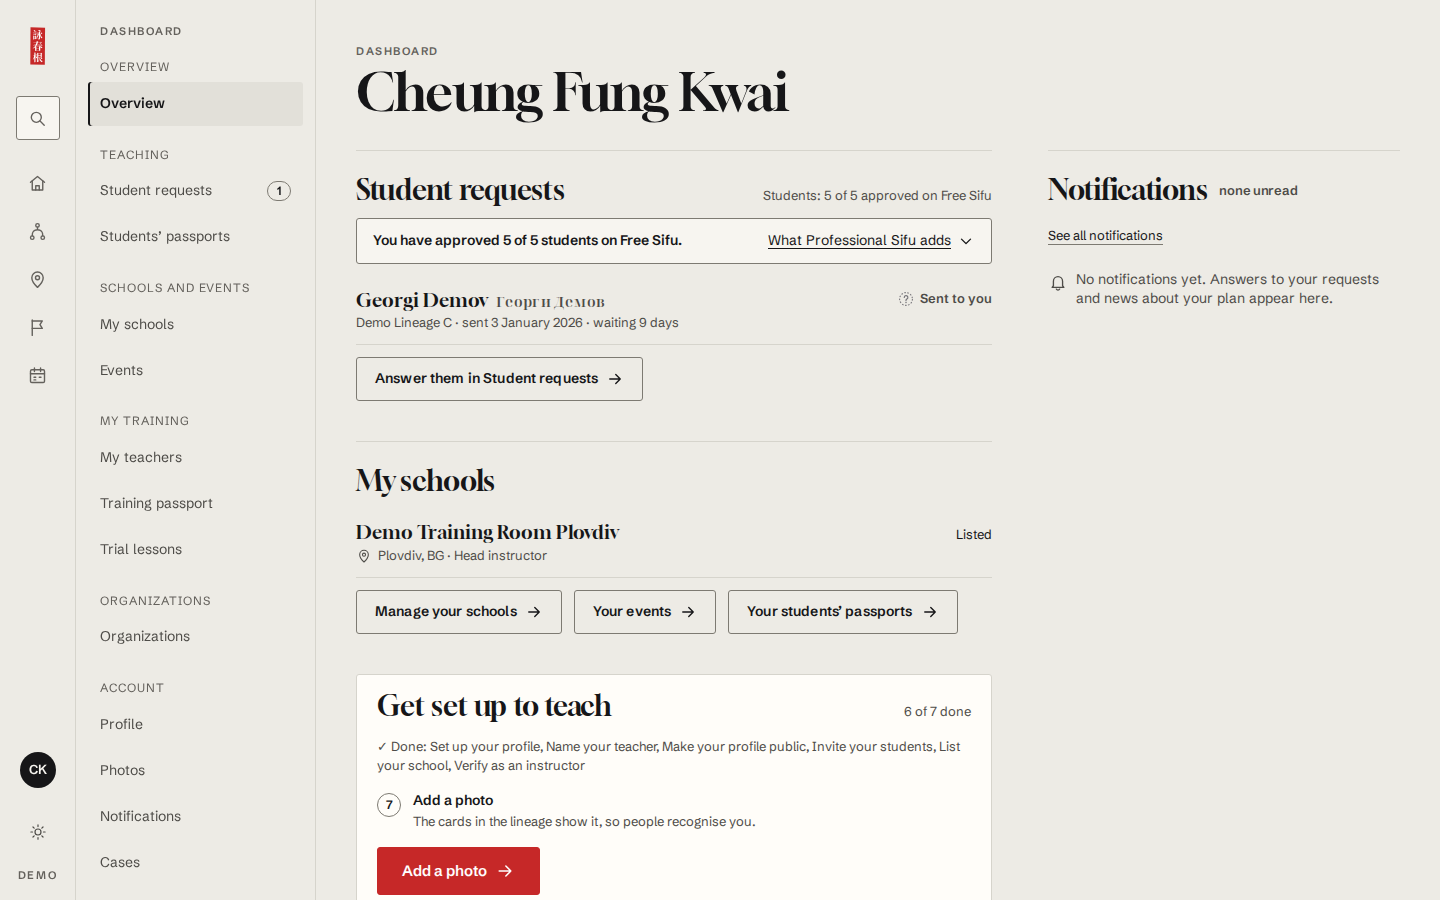 詠春根
DASHBOARD
OVERVIEW
Overview
TEACHING
Student requests 1
Students' passports
SCHOOLS AND EVENTS
My schools
Events
MY TRAINING
My teachers
Training passport
Trial lessons
ORGANIZATIONS
Organizations
ACCOUNT
Profile
Photos
Notifications
Cases
CK
DEMO
DASHBOARD
Cheung Fung Kwai
Student requests
Students: 5 of 5 approved on Free Sifu
You have approved 5 of 5 students on Free Sifu.
What Professional Sifu adds
Georgi Demov Георги Демов
Sent to you
Demo Lineage C · sent 3 January 2026 · waiting 9 days
Answer them in Student requests →
My schools
Demo Training Room Plovdiv
Listed
Plovdiv, BG · Head instructor
Manage your schools →
Your events →
Your students' passports →
Get set up to teach
6 of 7 done
✓ Done: Set up your profile, Name your teacher, Make your profile public, Invite your students, List
your school, Verify as an instructor
7 Add a photo
The cards in the lineage show it, so people recognise you.
Add a photo →
Notifications none unread
See all notifications
No notifications yet. Answers to your requests
and news about your plan appear here.